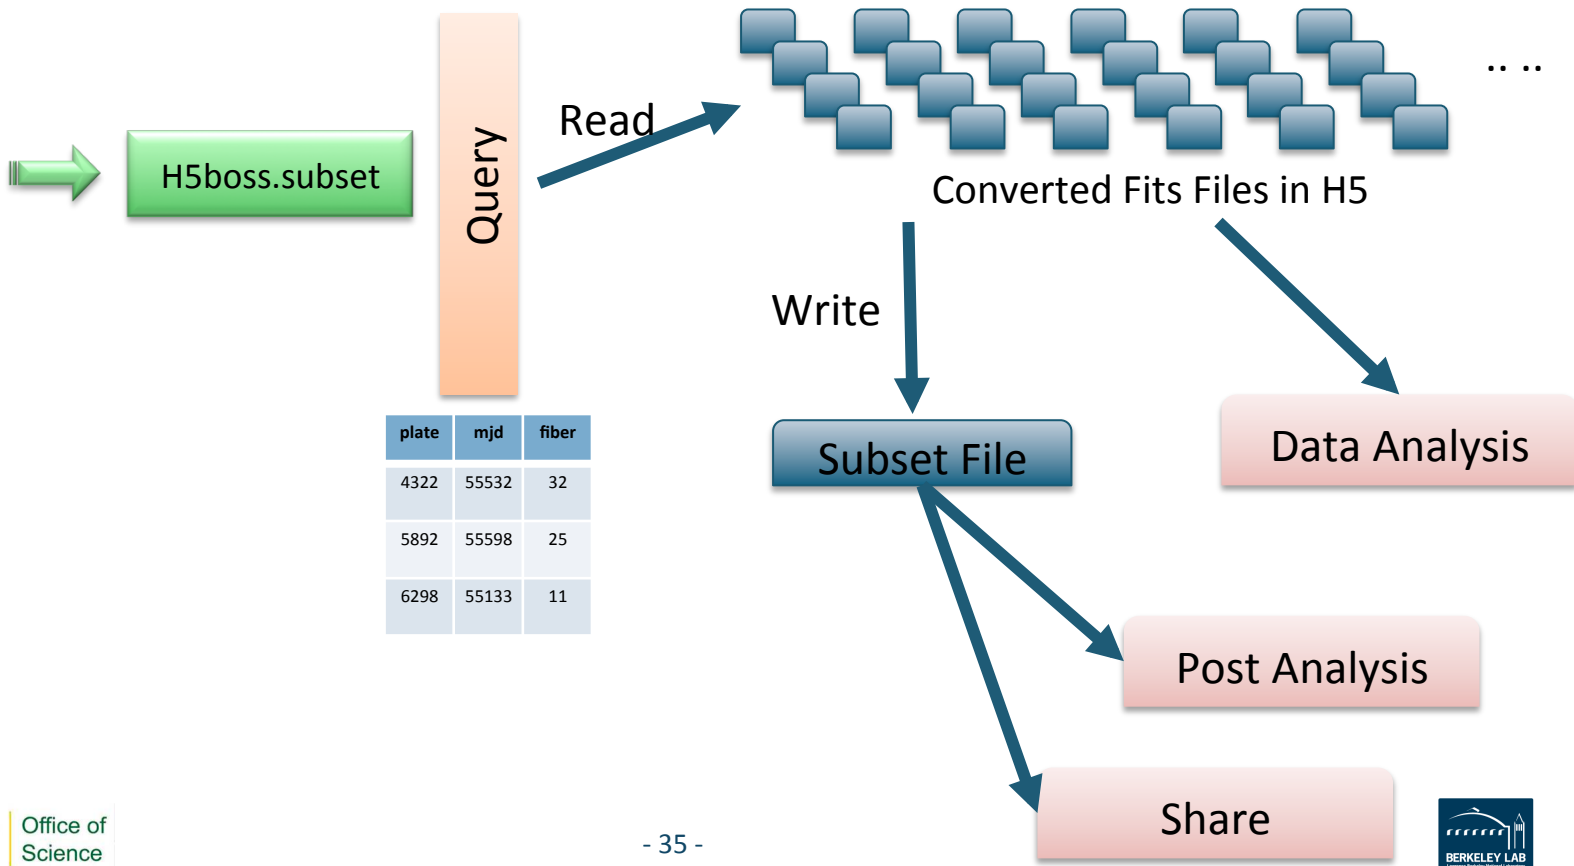 H5boss.subset
Query
Read
.. ..
Converted Fits Files in H5
Write
plate mjd fiber
4322 55532 32
5892 55598 25
6298 55133 11
Subset File
Data Analysis
Post Analysis
Share
Office of
Science
- 35 -
BERKELEY LAB